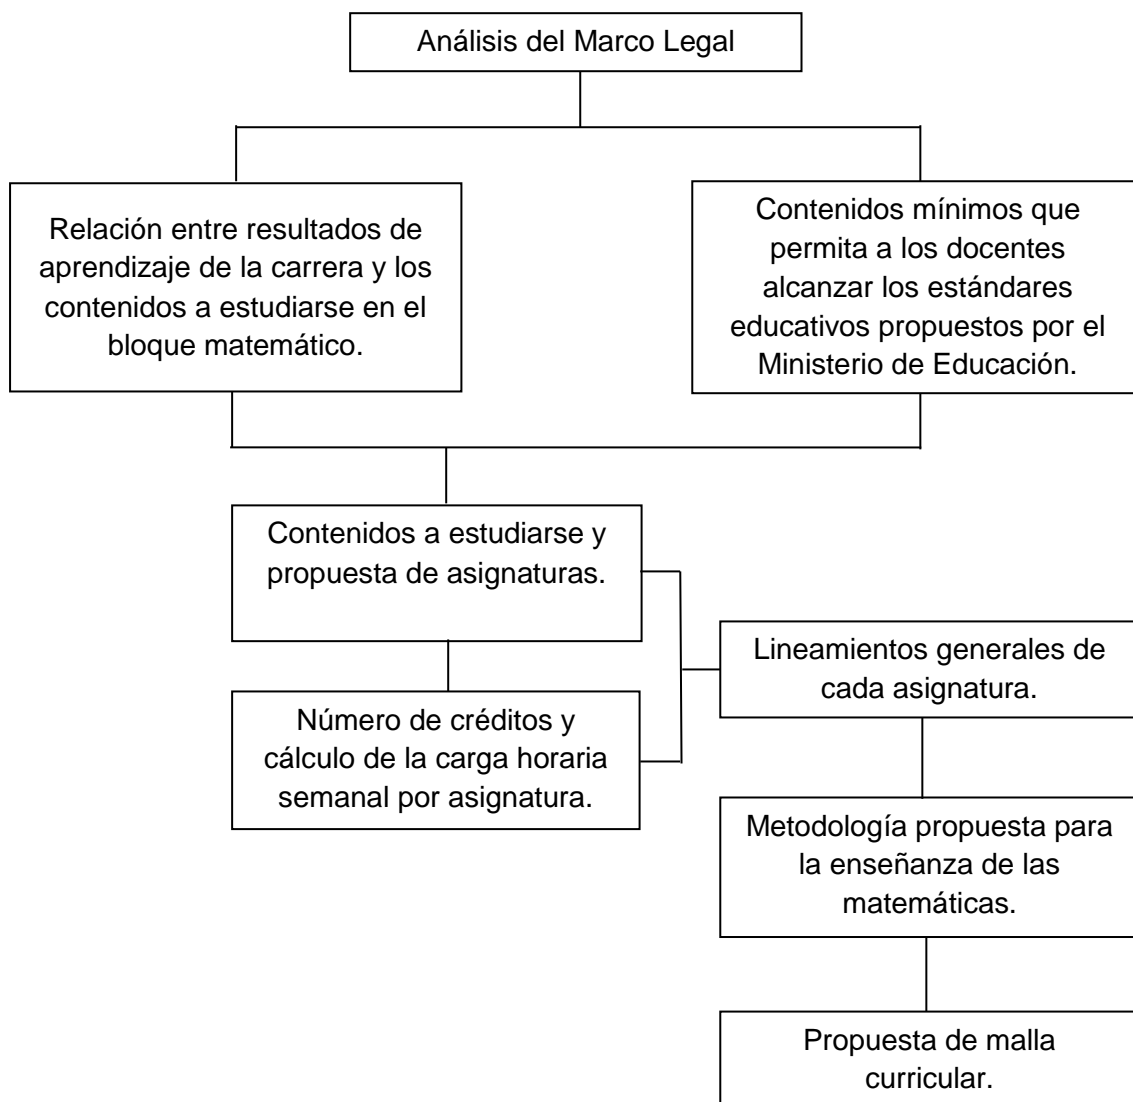 Análisis del Marco Legal
Relación entre resultados de
aprendizaje de la carrera y los
contenidos a estudiarse en el
bloque matemático.
Contenidos mínimos que
permita a los docentes
alcanzar los estándares
educativos propuestos por el
Ministerio de Educación.
Contenidos a estudiarse y
propuesta de asignaturas.
Número de créditos y
cálculo de la carga horaria
semanal por asignatura.
Lineamientos generales de
cada asignatura.
Metodología propuesta para
la enseñanza de las
matemáticas.
Propuesta de malla
curricular.